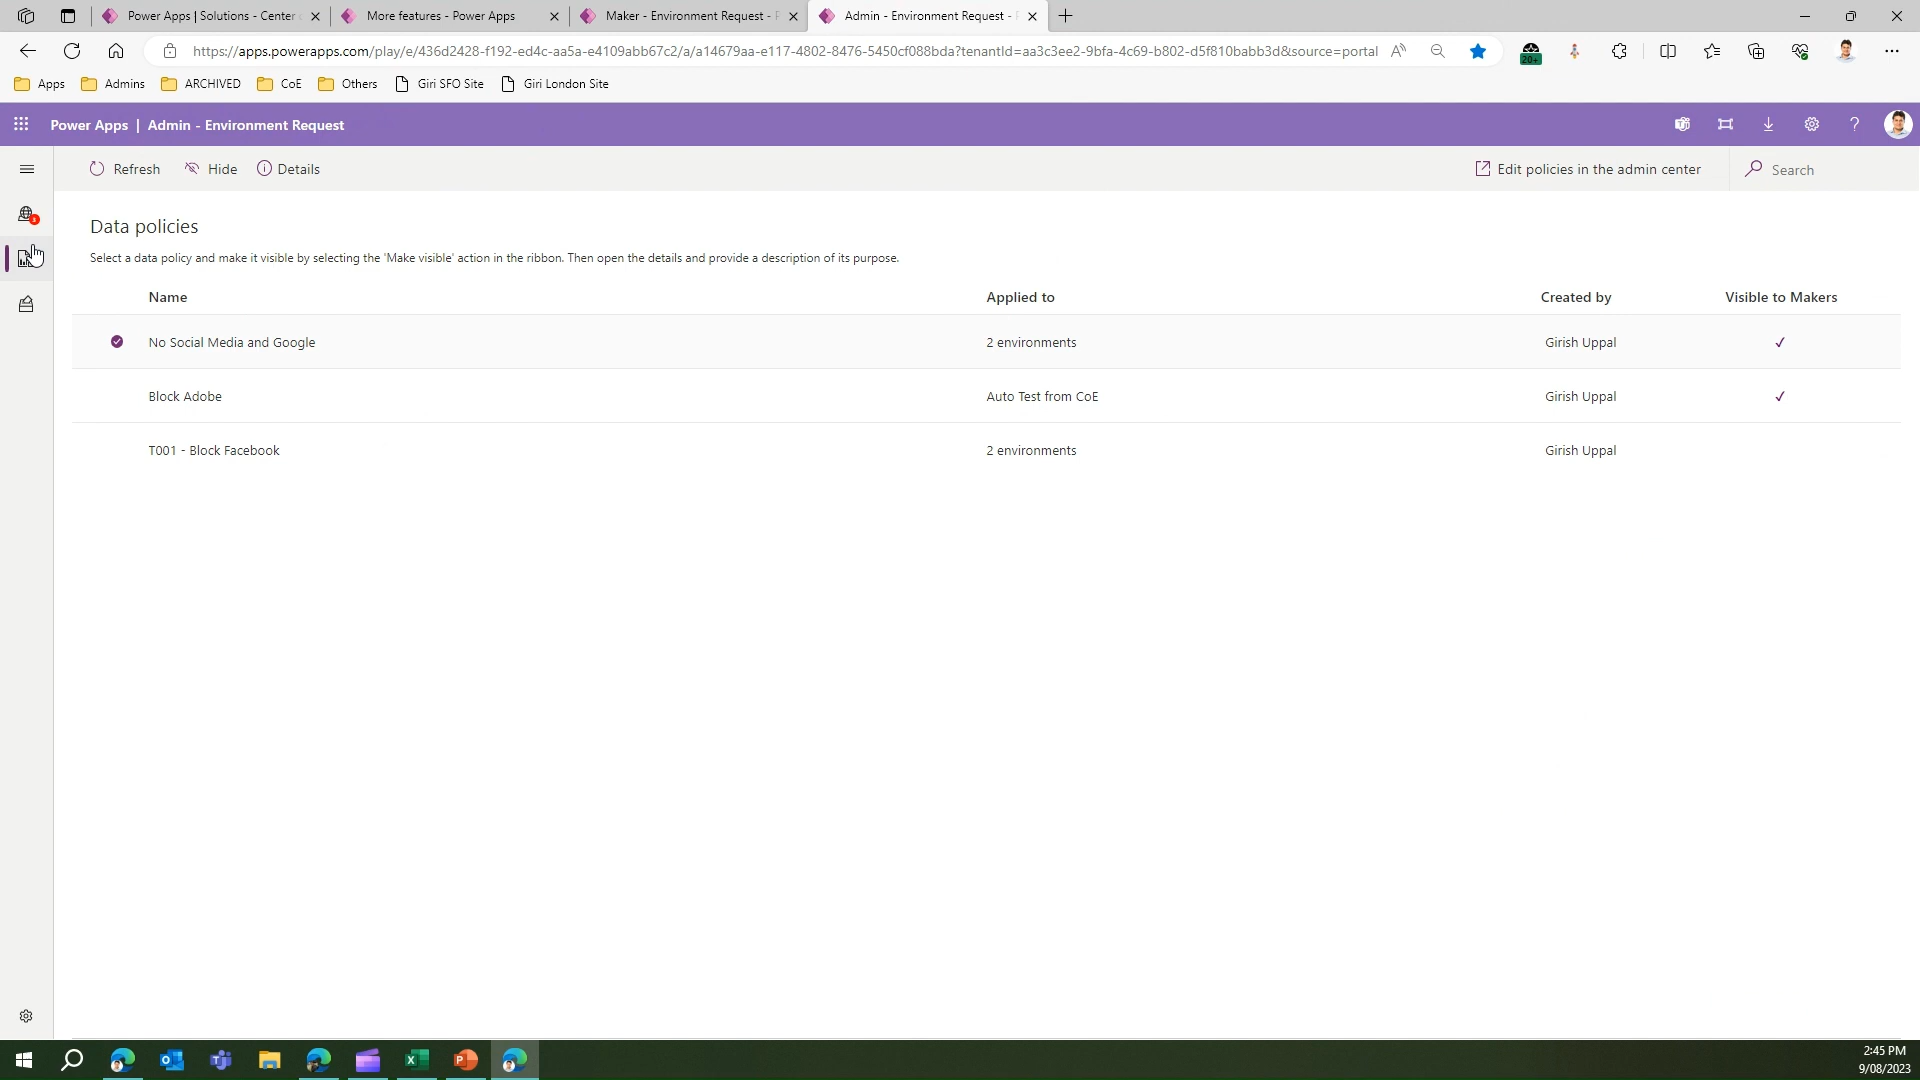 Power Apps | Solutions - Center
More features - Power Apps
Maker - Environment Request -
Admin - Environment Request -
https://apps.powerapps.com/play/e/436d2428-f192-ed4c-aa5a-e4109abb67c2/a/a14679aa-e117-4802-8476-5450cf088bda?tenantId=aa3c3ee2-9bfa-4c69-b802-d5f810babb3d&source=portal
20+
Apps Admins ARCHIVED CoE Others Giri SFO Site Giri London Site
Power Apps | Admin - Environment Request
Refresh Hide Details Edit policies in the admin center Search
Data policies
Select a data policy and make it visible by selecting the 'Make visible' action in the ribbon. Then open the details and provide a description of its purpose.
Name Applied to Created by Visible to Makers
No Social Media and Google 2 environments Girish Uppal
Block Adobe Auto Test from CoE Girish Uppal
T001 - Block Facebook 2 environments Girish Uppal
2:45 PM
9/08/2023